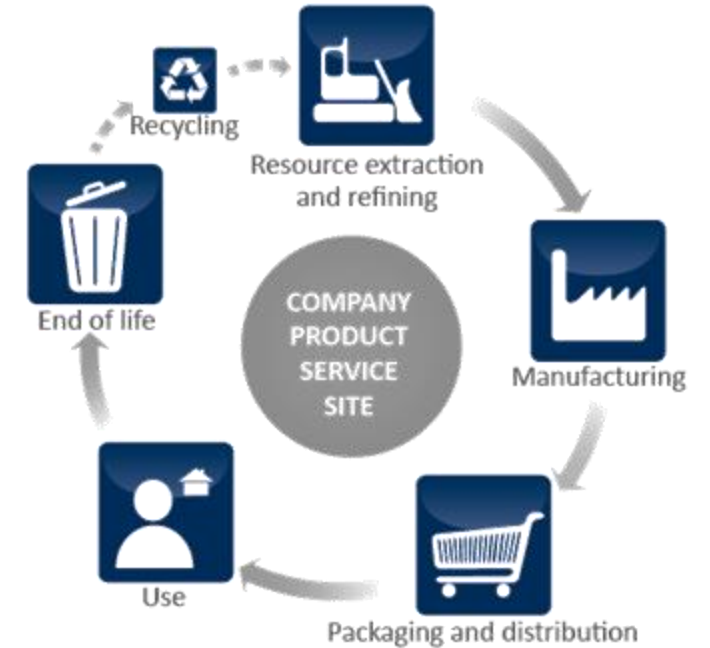 Recycling
Resource extraction
and refining
Manufacturing
Packaging and distribution
Use
End of life
COMPANY
PRODUCT
SERVICE
SITE